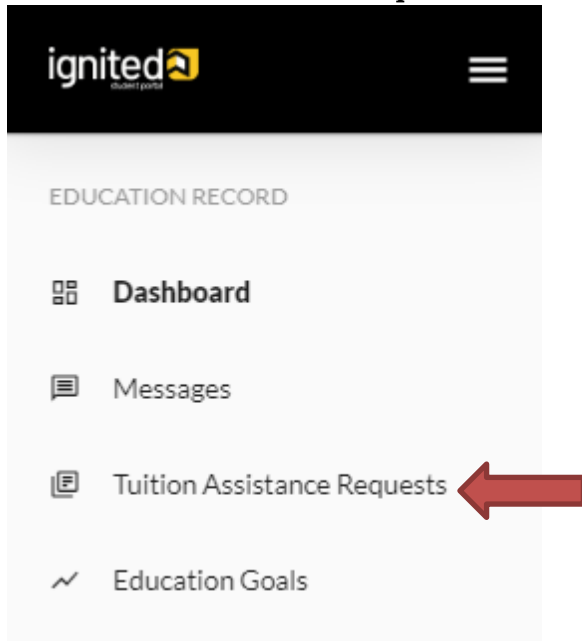 ignited
student portal
EDUCATION RECORD
Dashboard
Messages
Tuition Assistance Requests
Education Goals